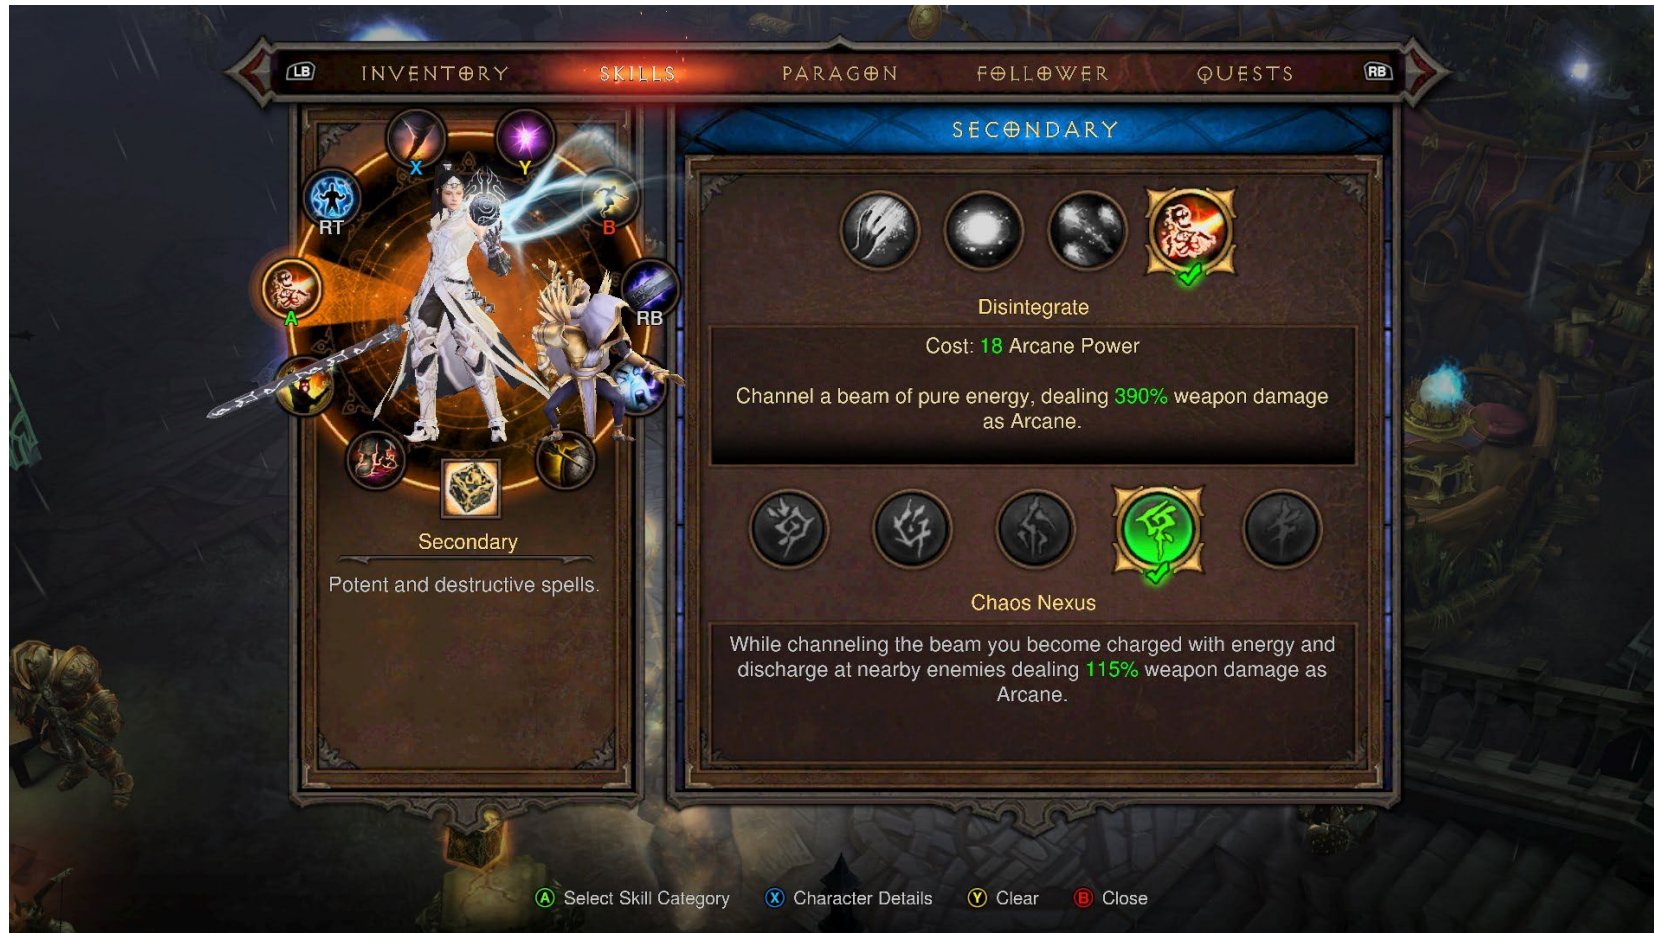 LB INVENTORY SKILLS PARAGON FOLLOWER QUESTS RB
SECONDARY
X
Y
RT
B
A
RB
Disintegrate
Cost: 18 Arcane Power
Channel a beam of pure energy, dealing 390% weapon damage
as Arcane.
Secondary
Potent and destructive spells.
Chaos Nexus
While channeling the beam you become charged with energy and
discharge at nearby enemies dealing 115% weapon damage as
Arcane.
A Select Skill Category X Character Details Y Clear B Close